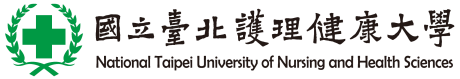 國立臺北護理健康大學
National Taipei University of Nursing and Health Sciences